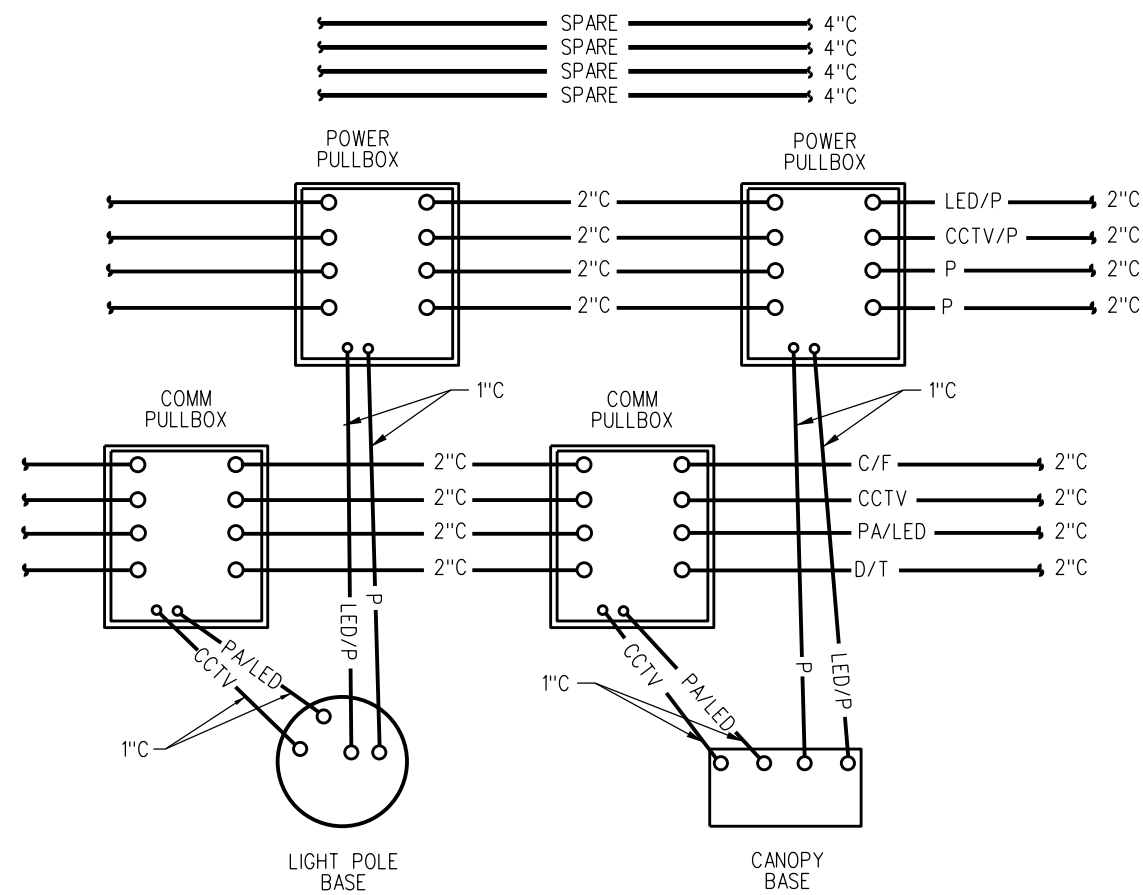 SPARE 4"C
SPARE 4"C
SPARE 4"C
SPARE 4"C
POWER
PULLBOX
POWER
PULLBOX
2"C LED/P 2"C
2"C CCTV/P 2"C
2"C P 2"C
2"C P 2"C
1"C
1"C
COMM
PULLBOX
COMM
PULLBOX
2"C C/F 2"C
2"C CCTV 2"C
2"C PA/LED 2"C
2"C D/T 2"C
CCTV
PA/LED
LED/P
P
CCTV
PA/LED
P
LED/P
1"C
1"C
LIGHT POLE
BASE
CANOPY
BASE